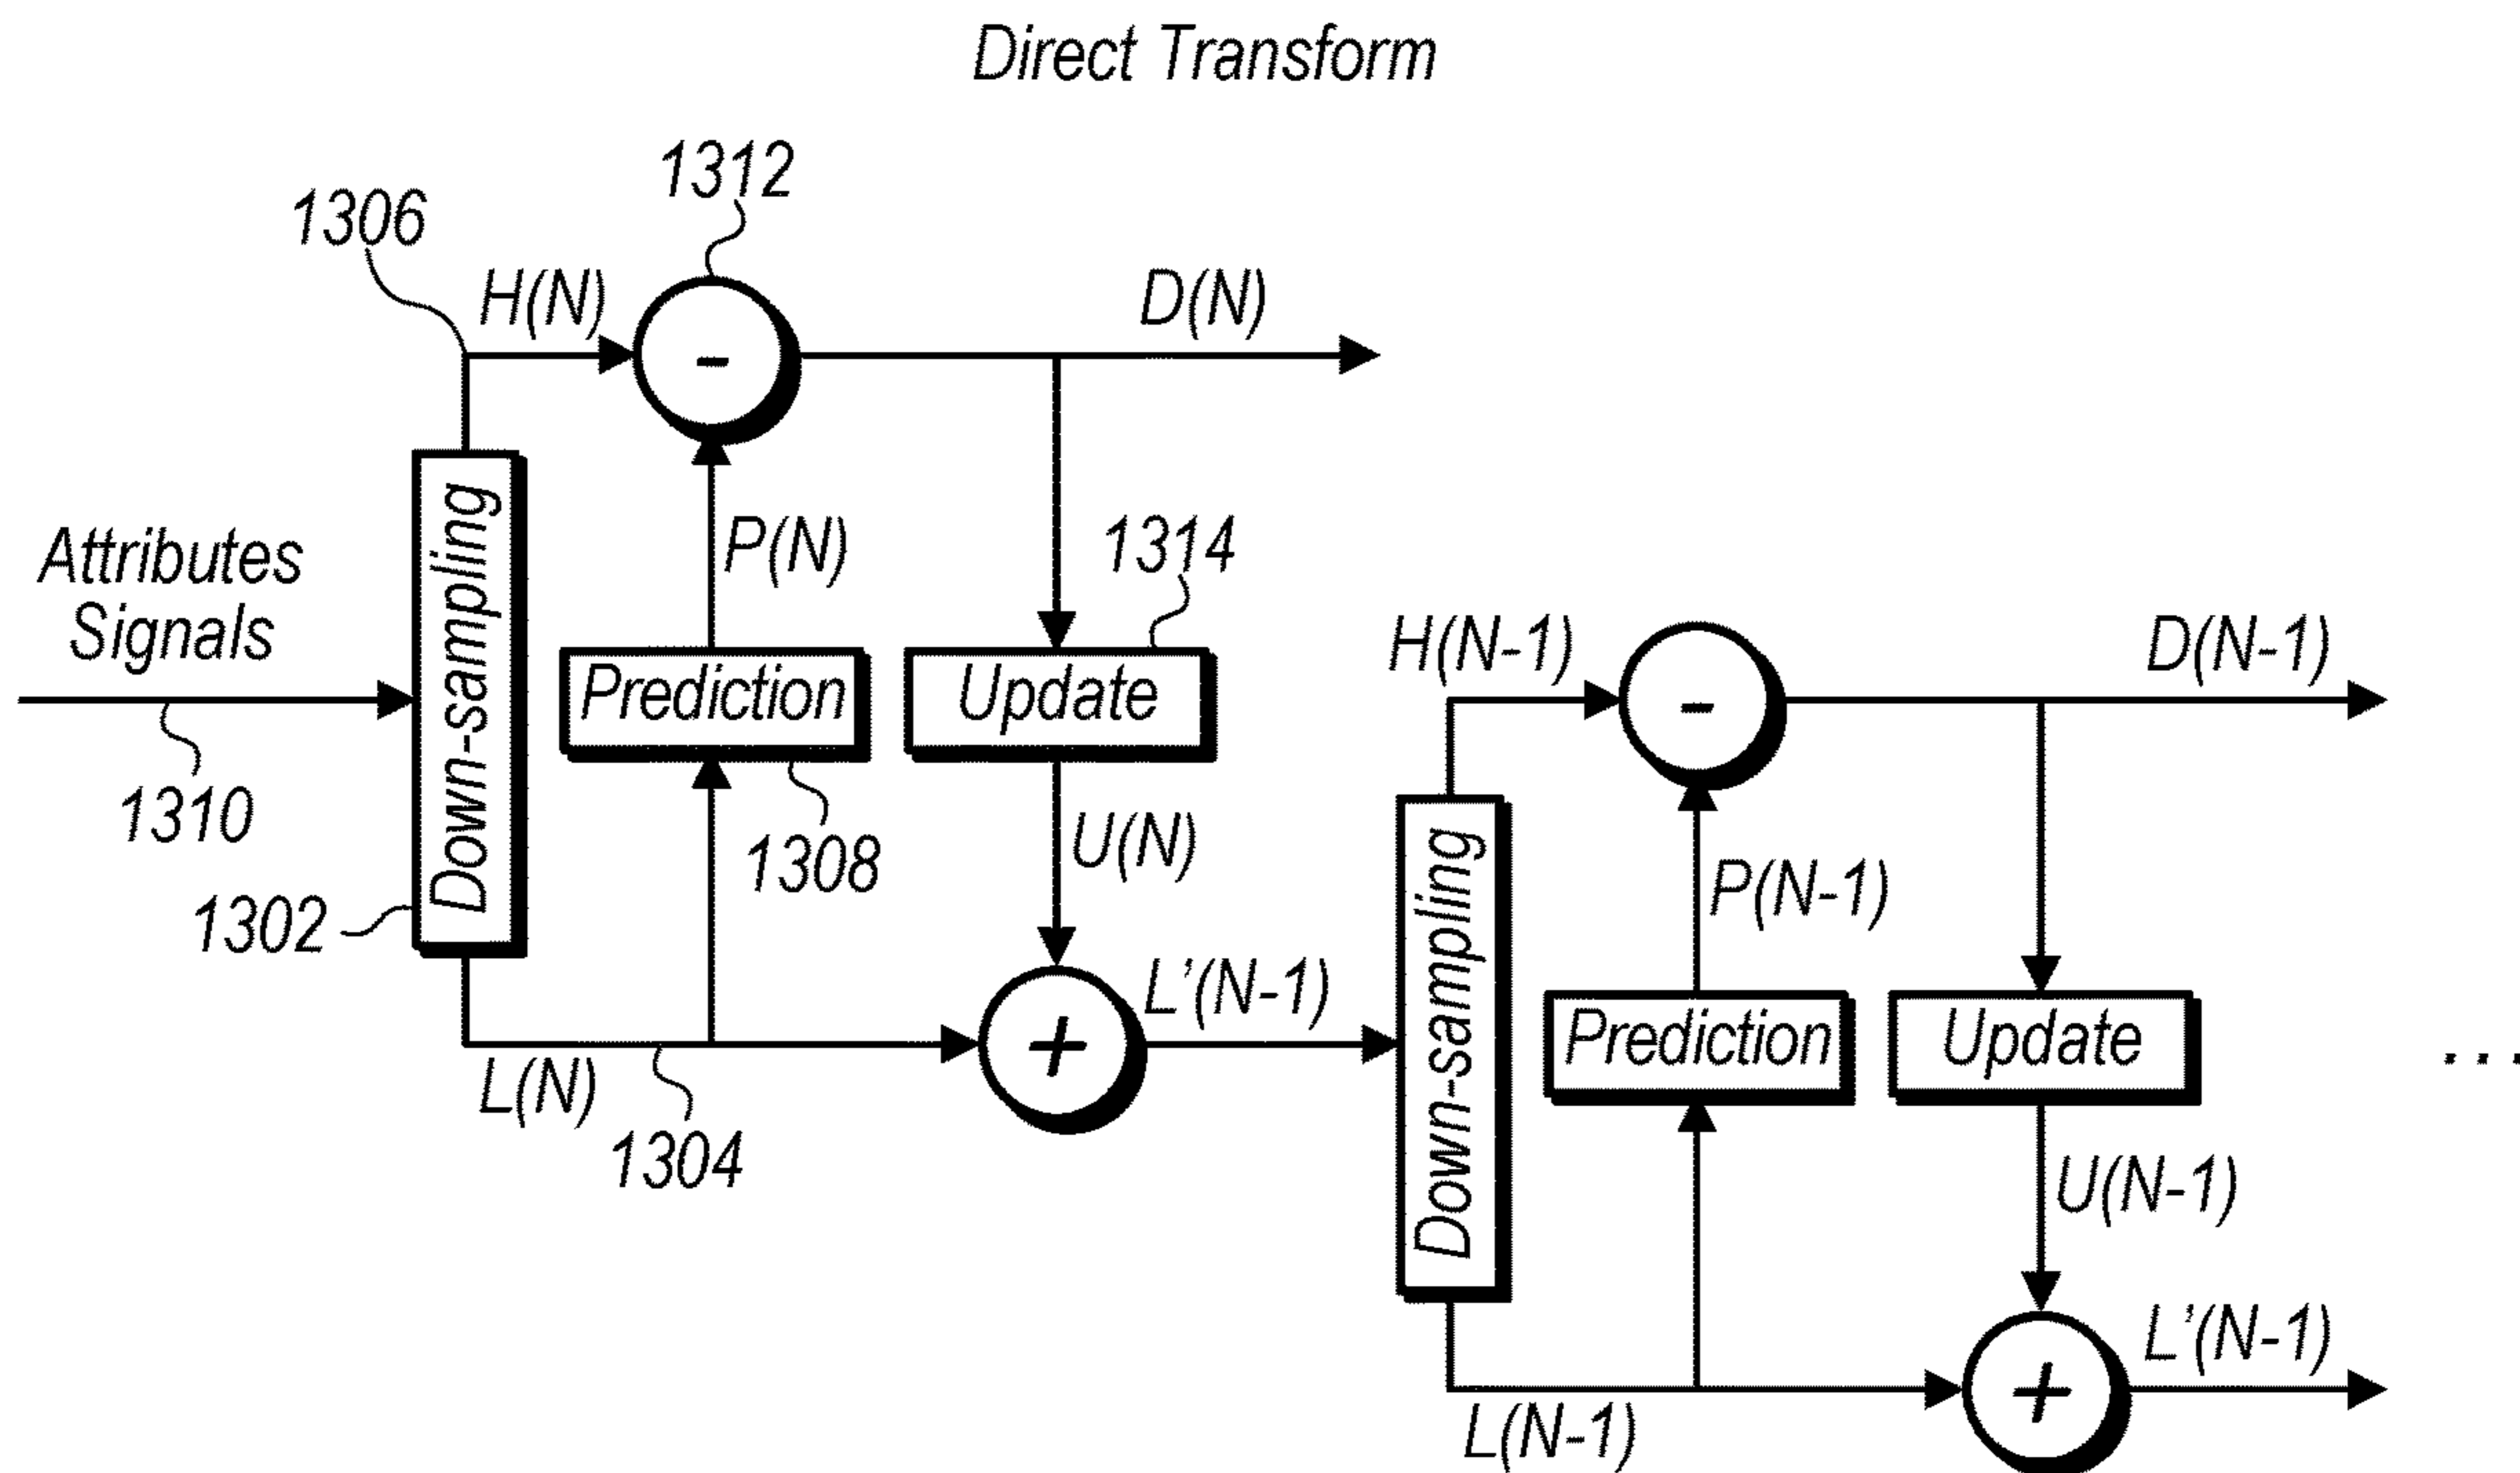 Direct Transform
1312
1306
H(N)
D(N)
-
Down-sampling
P(N)
1314
Attributes
Signals
Prediction
Update
1310
1308
U(N)
1302
L'(N-1)
+
L(N)
1304
H(N-1)
D(N-1)
-
Down-sampling
P(N-1)
Prediction
Update
...
U(N-1)
L'(N-1)
+
L(N-1)